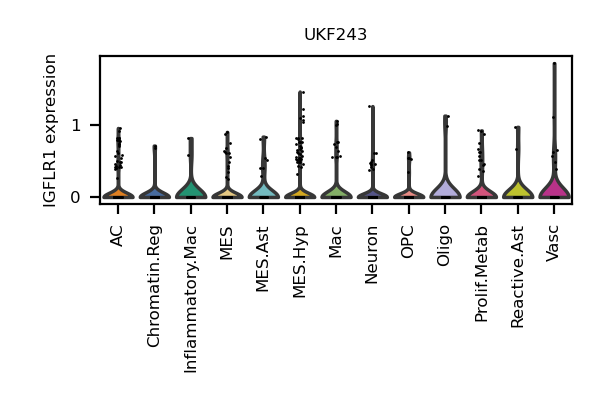 UKF243
IGFLR1 expression
1
0
AC
Chromatin.Reg
Inflammatory.Mac
MES
MES.Ast
MES.Hyp
Mac
Neuron
OPC
Oligo
Prolif.Metab
Reactive.Ast
Vasc